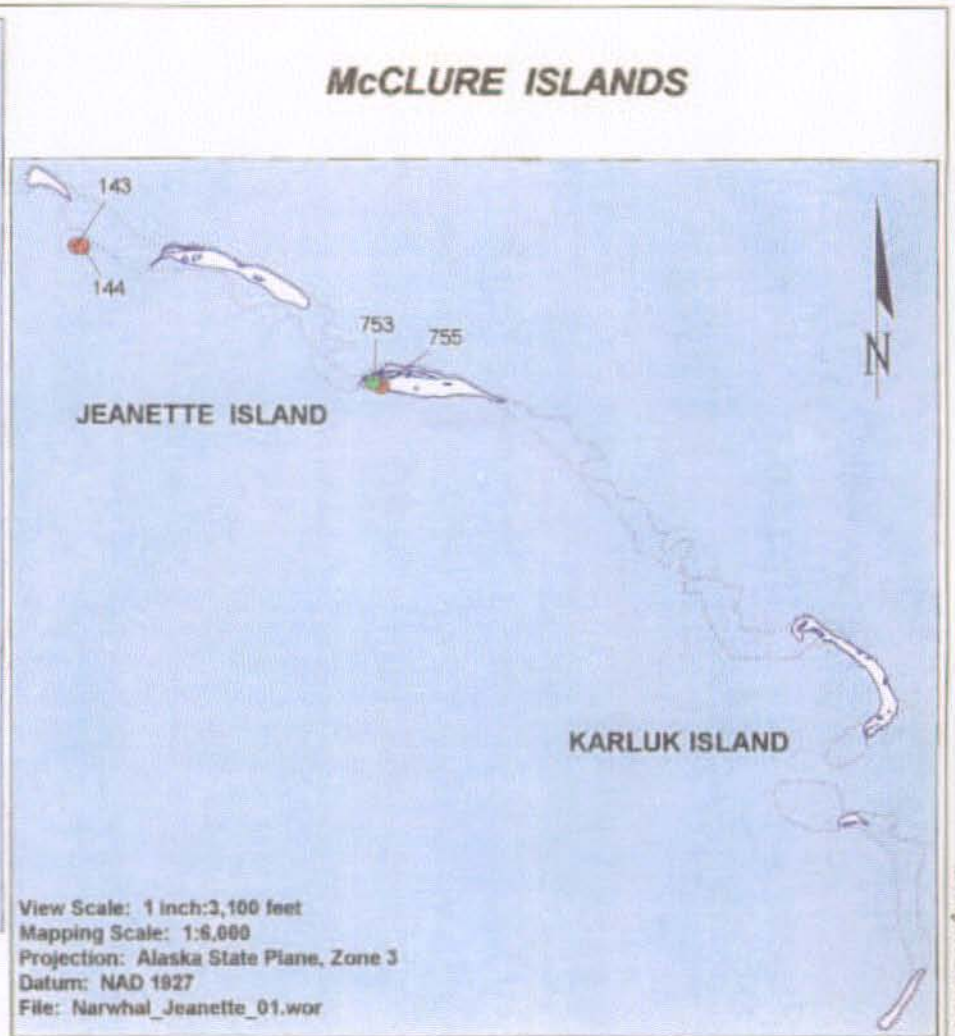 McCLURE ISLANDS
143
144
753 755
N
JEANETTE ISLAND
KARLUK ISLAND
View Scale: 1 inch:3,100 feet
Mapping Scale: 1:6,000
Projection: Alaska State Plane, Zone 3
Datum: NAD 1927
File: Narwhal_Jeanette_01.wor